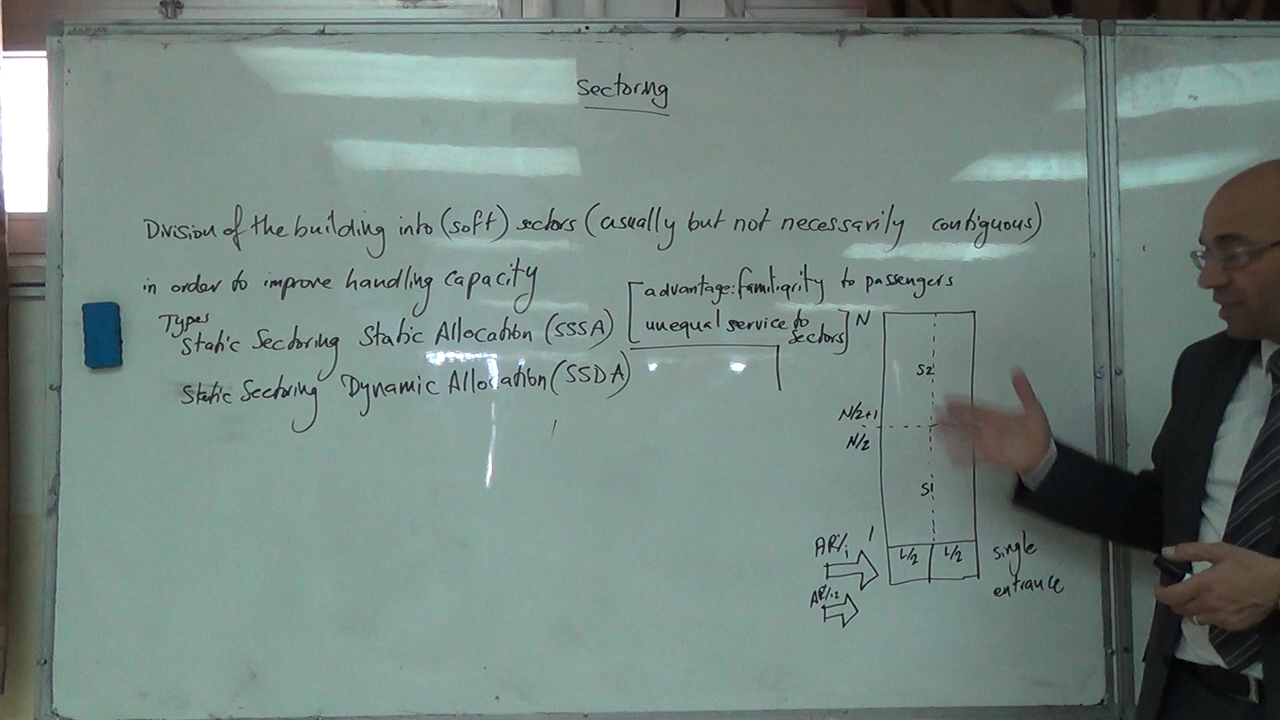 Sectoring
Division of the building into (soft) sectors (usually but not necessarily contiguous)
in order to improve handling capacity
Types
Static Sectoring Static Allocation (SSSA)
[advantage: familiarity to passengers
unequal service to sectors]
Static Sectoring Dynamic Allocation (SSDA)
N
S2
N/2+1
N/2
S1
1
AR%1
L/2 L/2
single
entrance
AR%2